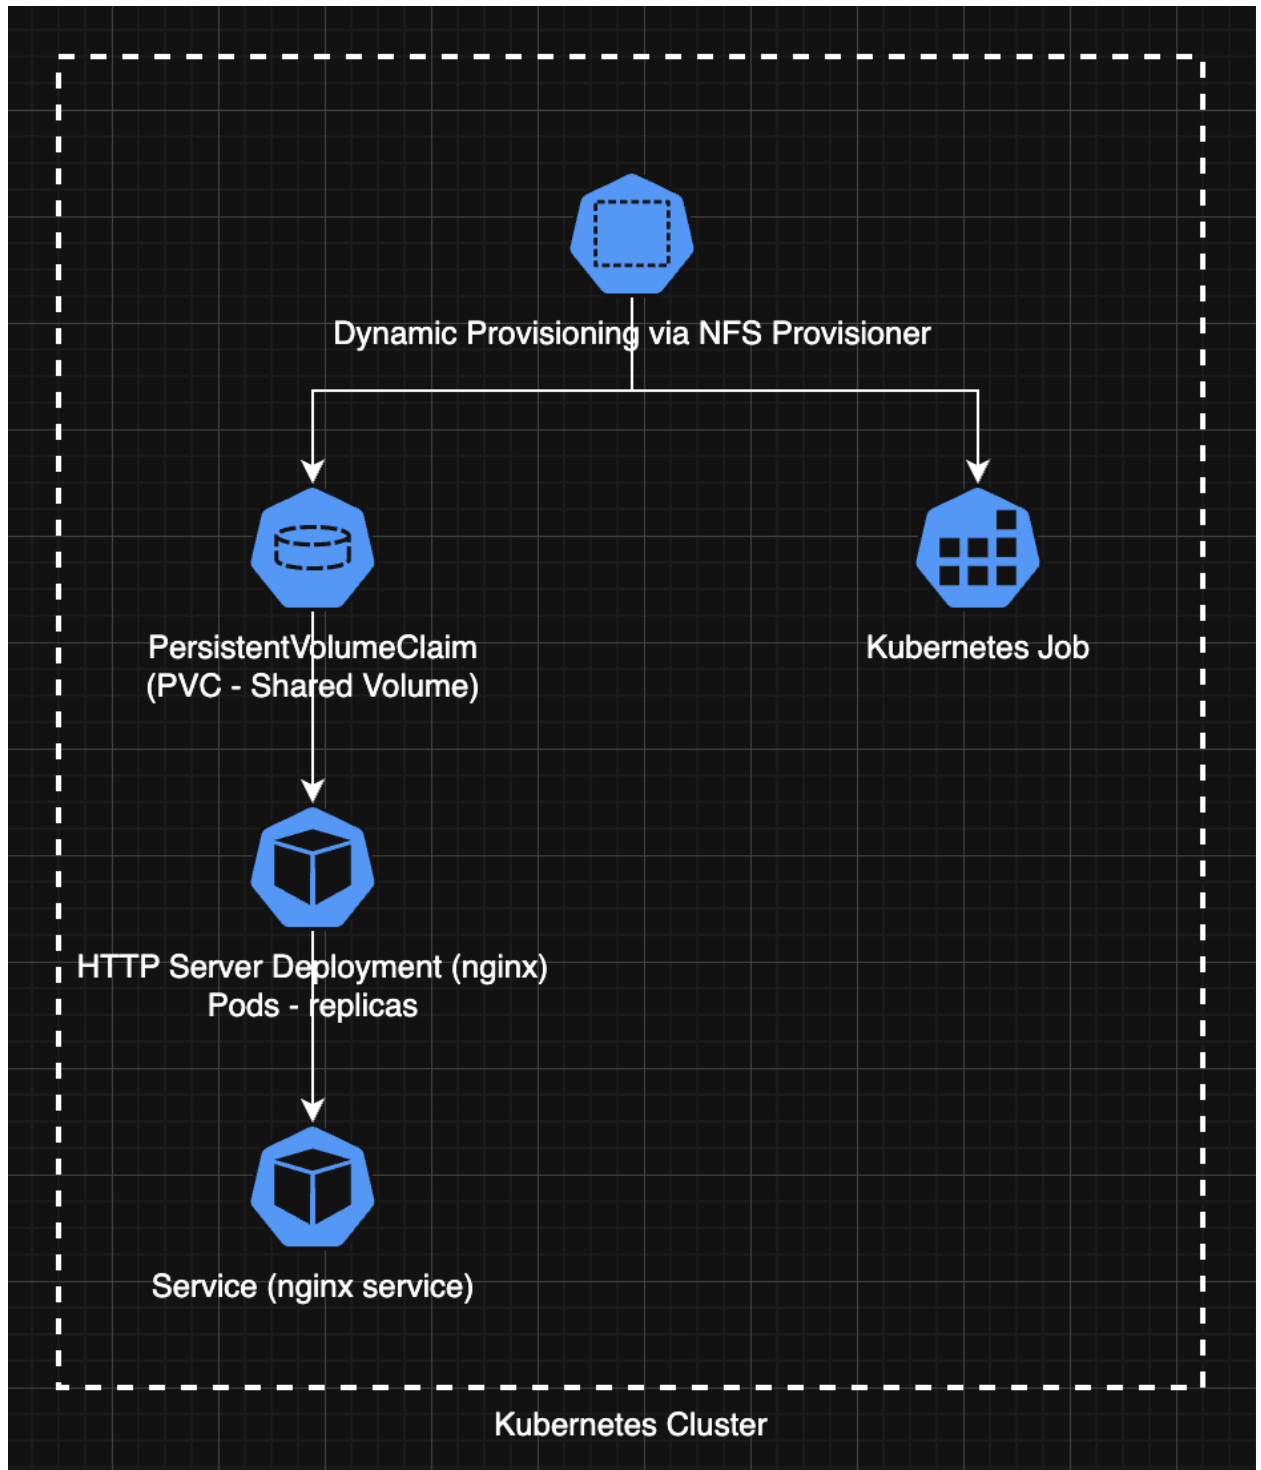 Dynamic Provisioning via NFS Provisioner
PersistentVolumeClaim
(PVC - Shared Volume)
Kubernetes Job
HTTP Server Deployment (nginx)
Pods - replicas
Service (nginx service)
Kubernetes Cluster